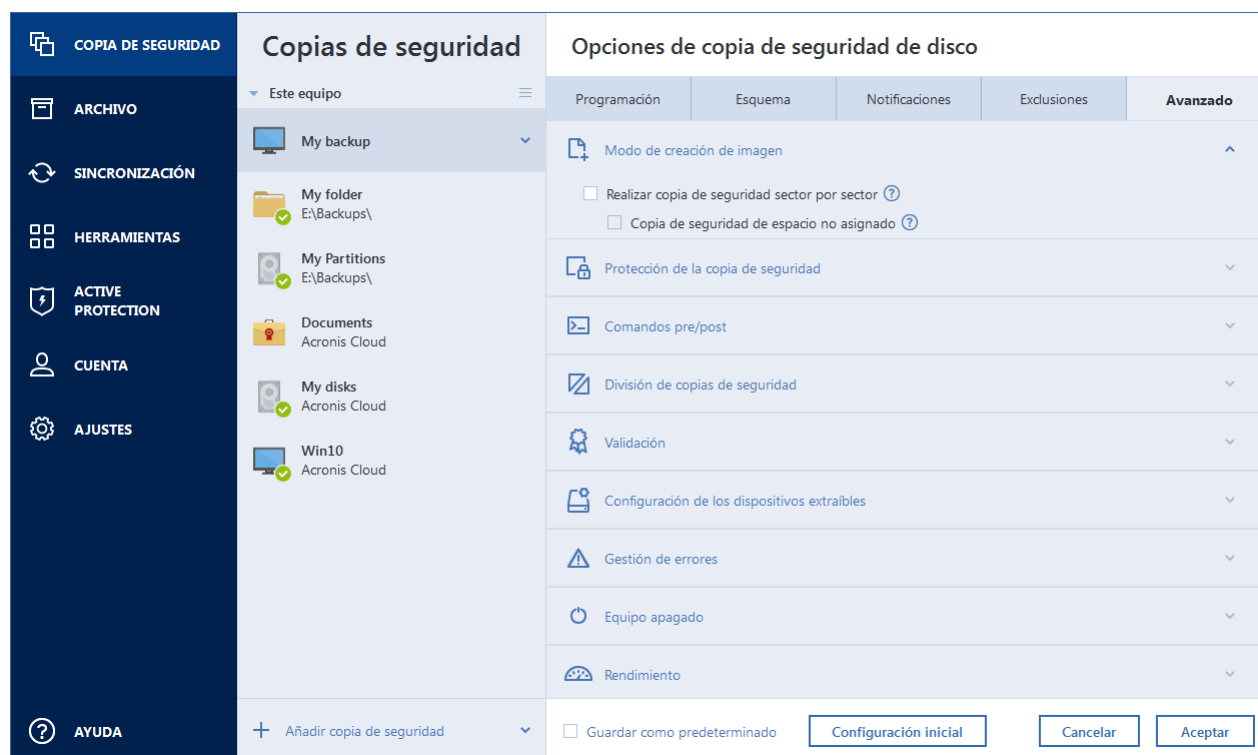 COPIA DE SEGURIDAD
ARCHIVO
SINCRONIZACIÓN
HERRAMIENTAS
ACTIVE
PROTECTION
CUENTA
AJUSTES
AYUDA
Copias de seguridad
Este equipo
My backup
My folder
E:\Backups\
My Partitions
E:\Backups\
Documents
Acronis Cloud
My disks
Acronis Cloud
Win10
Acronis Cloud
Añadir copia de seguridad
Opciones de copia de seguridad de disco
Programación Esquema Notificaciones Exclusiones Avanzado
Modo de creación de imagen
Realizar copia de seguridad sector por sector ?
Copia de seguridad de espacio no asignado ?
Protección de la copia de seguridad
Comandos pre/post
División de copias de seguridad
Validación
Configuración de los dispositivos extraíbles
Gestión de errores
Equipo apagado
Rendimiento
Guardar como predeterminado Configuración inicial Cancelar Aceptar